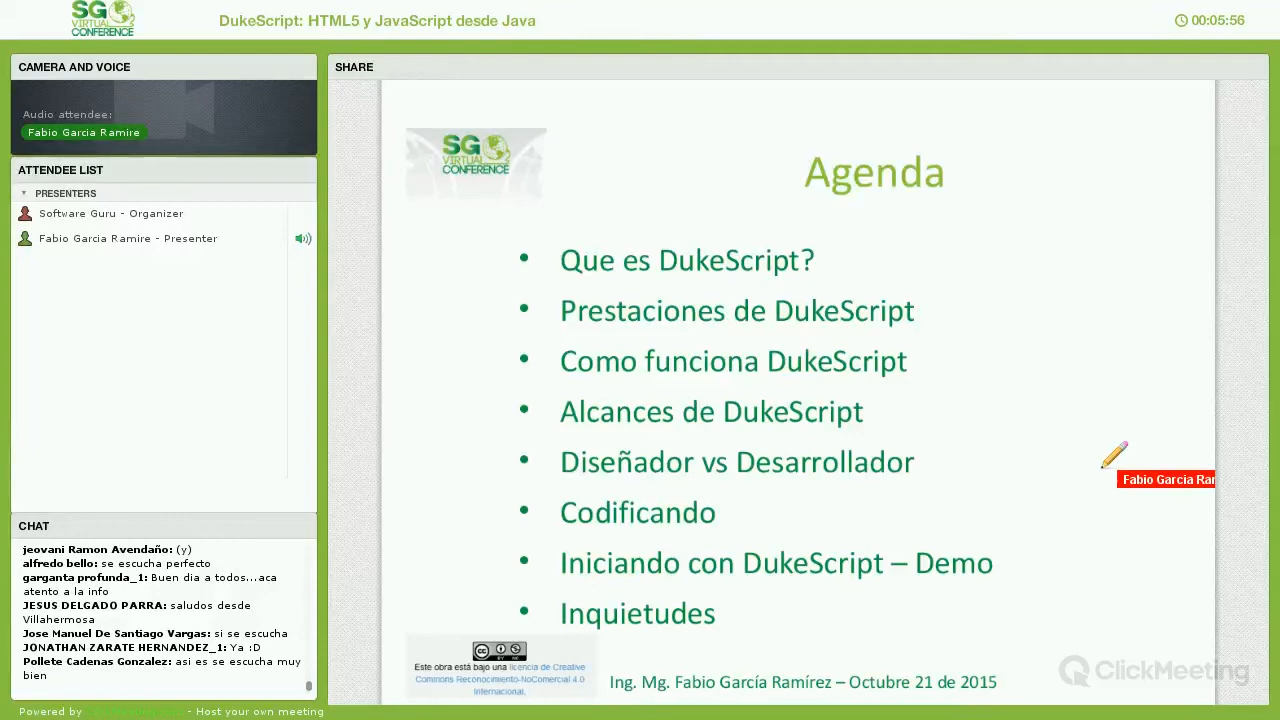 SG
VIRTUAL
CONFERENCE
DukeScript: HTML5 y JavaScript desde Java
00:05:56
CAMERA AND VOICE
Audio attendee:
Fabio Garcia Ramire
ATTENDEE LIST
PRESENTERS
Software Guru - Organizer
Fabio Garcia Ramire - Presenter
CHAT
jeovani Ramon Avendaño: (y)
alfredo bello: se escucha perfecto
garganta profunda_1: Buen dia a todos...aca
atento a la info
JESUS DELGADO PARRA: saludos desde
Villahermosa
Jose Manuel De Santiago Vargas: si se escucha
JONATHAN ZARATE HERNANDEZ_1: Ya :D
Pollete Cadenas Gonzalez: asi es se escucha muy
bien
Powered by
- Host your own meeting
SHARE
SG
VIRTUAL
CONFERENCE
Agenda
• Que es DukeScript?
• Prestaciones de DukeScript
• Como funciona DukeScript
• Alcances de DukeScript
• Diseñador vs Desarrollador
• Codificando
• Iniciando con DukeScript – Demo
• Inquietudes
Fabio Garcia Rar
cc
BY NC
Este obra está bajo una licencia de Creative
Commons Reconocimiento-NoComercial 4.0
Internacional.
Ing. Mg. Fabio García Ramírez – Octubre 21 de 2015
ClickMeeting